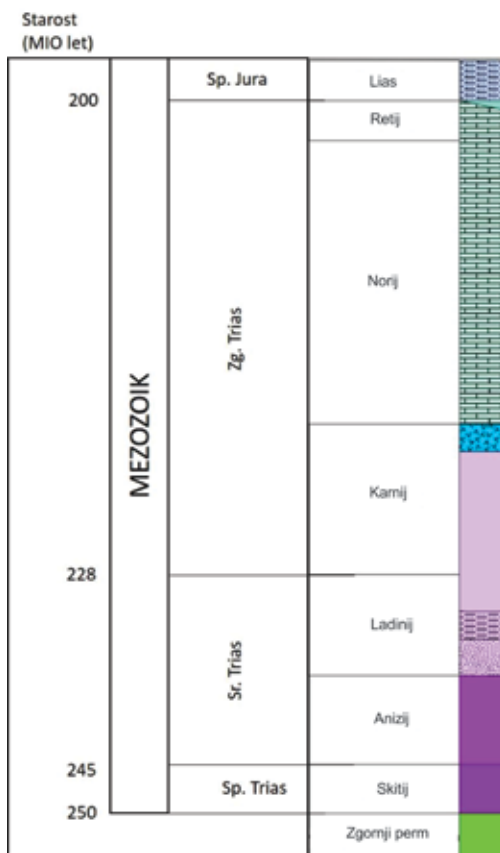 Starost
(MIO let)
Sp. Jura
Lias
200
Retij
Norij
Zg. Trias
MEZOZOIK
Karnij
228
Ladinij
Sr. Trias
Anizij
245
Sp. Trias
Skitij
250
Zgornji perm